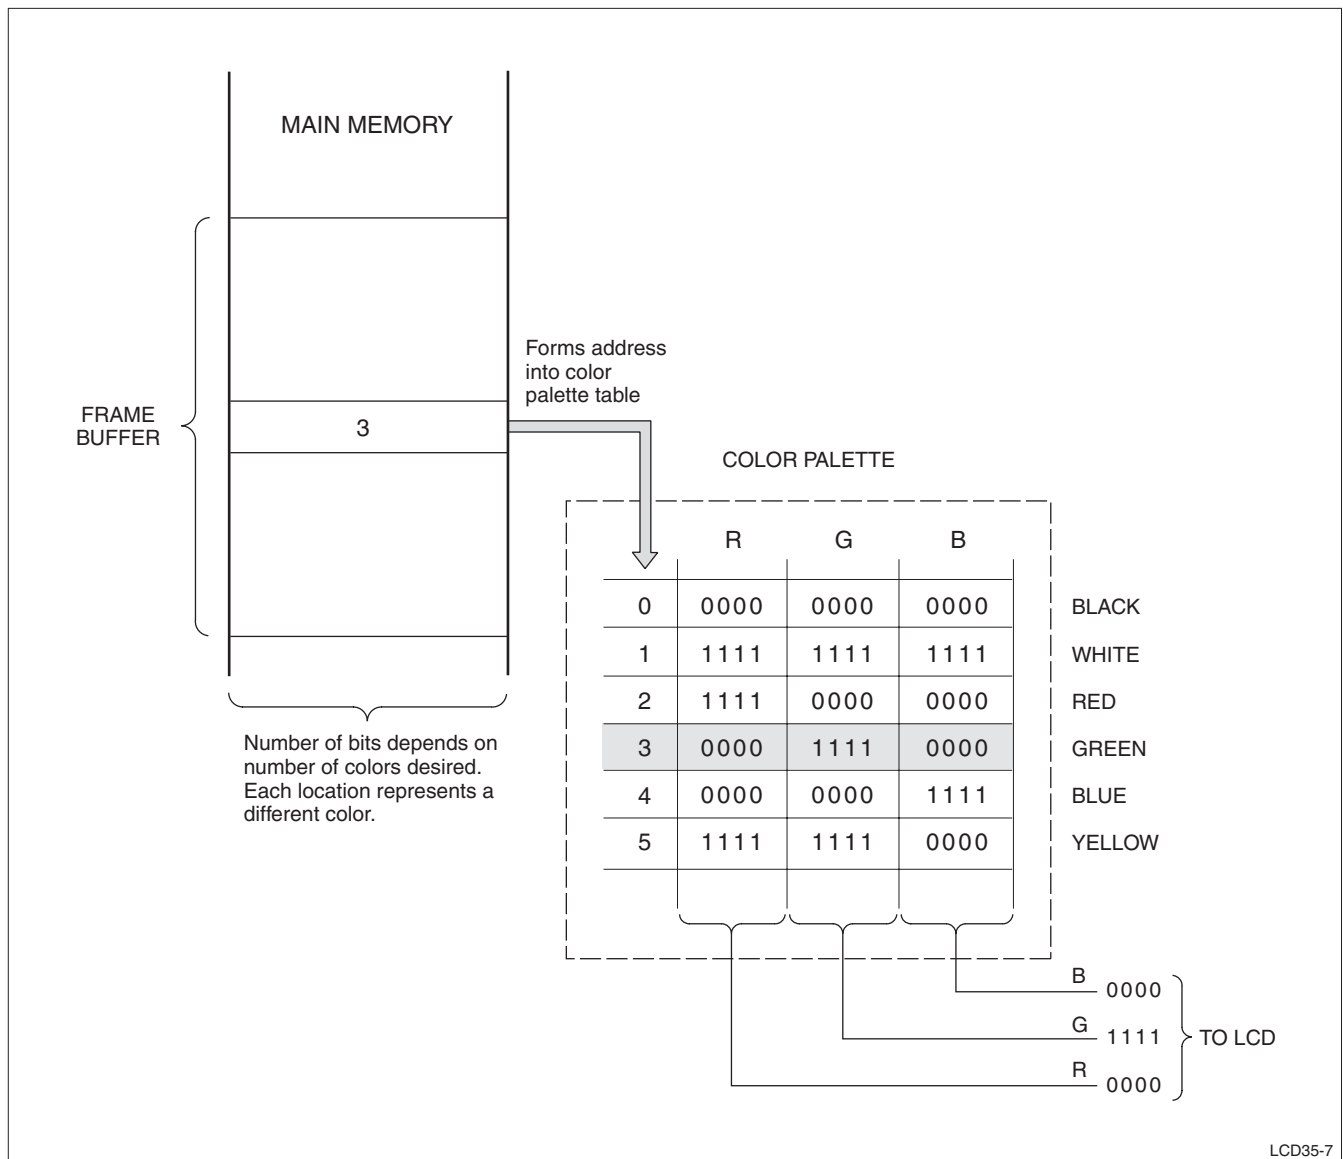 MAIN MEMORY
Forms address
into color
palette table
FRAME
BUFFER
3
COLOR PALETTE
R G B
0 0000 0000 0000 BLACK
1 1111 1111 1111 WHITE
2 1111 0000 0000 RED
3 0000 1111 0000 GREEN
4 0000 0000 1111 BLUE
5 1111 1111 0000 YELLOW
Number of bits depends on
number of colors desired.
Each location represents a
different color.
B 0000
G 1111 TO LCD
R 0000
LCD35-7